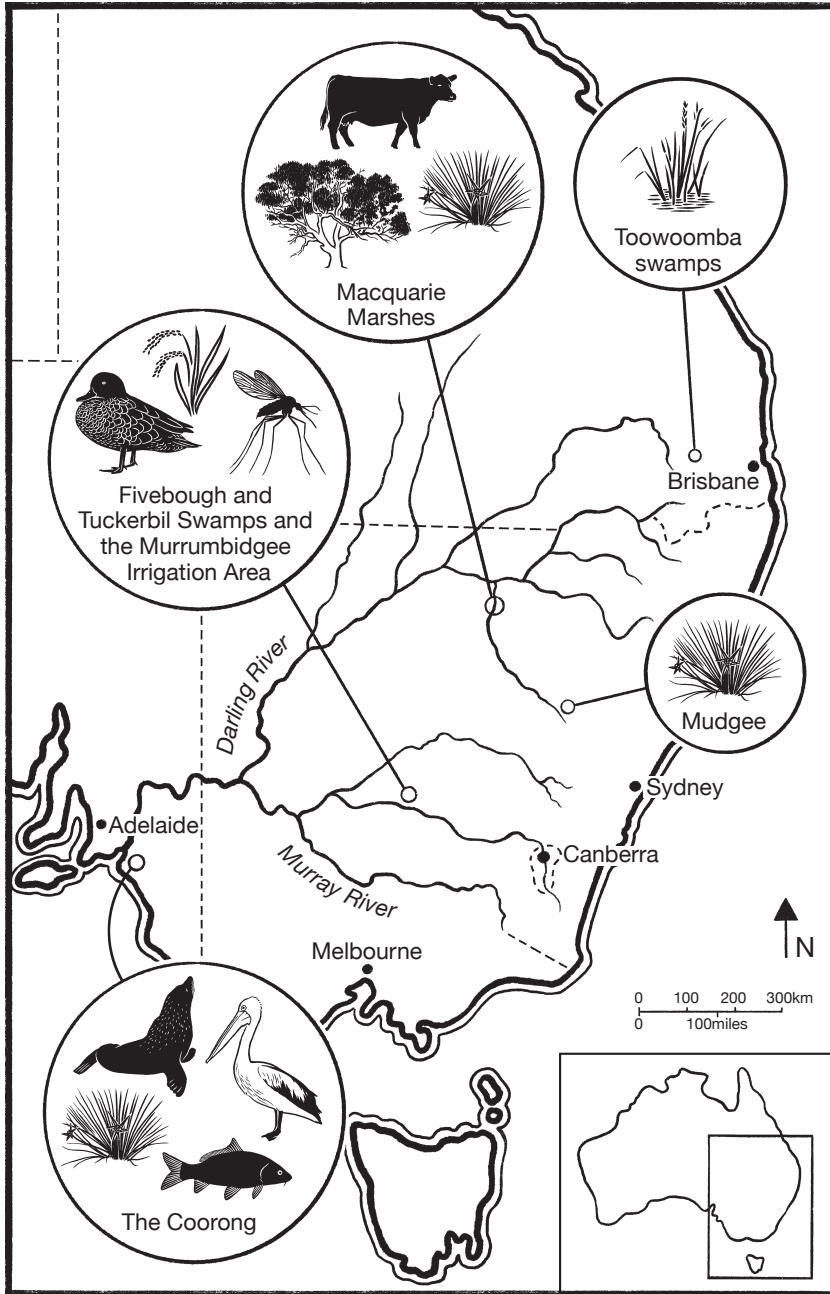 Toowoomba
swamps
Macquarie
Marshes
Brisbane
Fivebough and
Tuckerbil Swamps and
the Murrumbidgee
Irrigation Area
Darling River
Mudgee
Sydney
Adelaide
Canberra
Murray River
N
Melbourne
0 100 200 300km
0 100miles
The Coorong